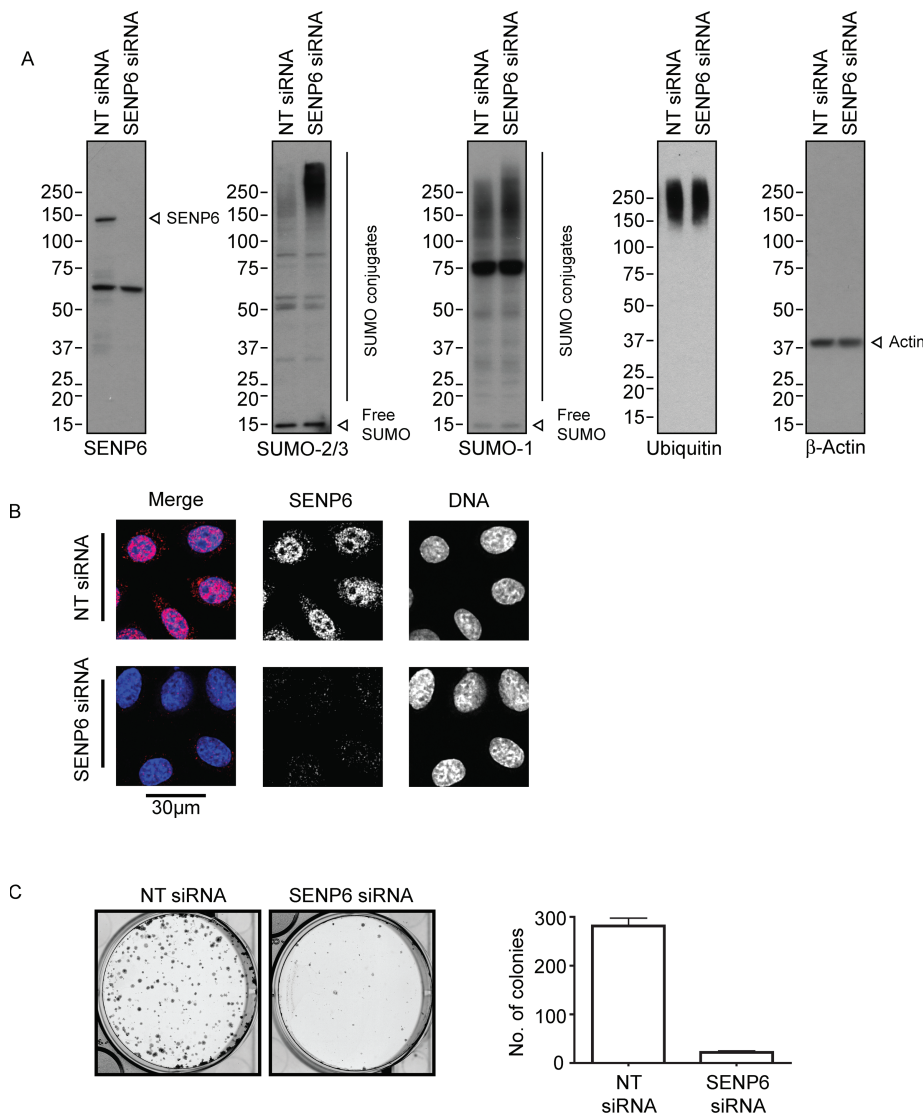 A
NT siRNA
SENP6 siRNA
250
150
100
75
50
37
25
20
15
SENP6
SENP6
NT siRNA
SENP6 siRNA
250
150
100
75
50
37
25
20
15
SUMO conjugates
Free
SUMO
SUMO-2/3
NT siRNA
SENP6 siRNA
250
150
100
75
50
37
25
20
15
SUMO conjugates
Free
SUMO
SUMO-1
NT siRNA
SENP6 siRNA
250
150
100
75
50
37
25
20
15
Ubiquitin
NT siRNA
SENP6 siRNA
250
150
100
75
50
37
25
20
15
Actin
β-Actin
B
Merge
SENP6
DNA
NT siRNA
SENP6 siRNA
30µm
C
NT siRNA
SENP6 siRNA
No. of colonies
300
200
100
0
NT
siRNA
SENP6
siRNA